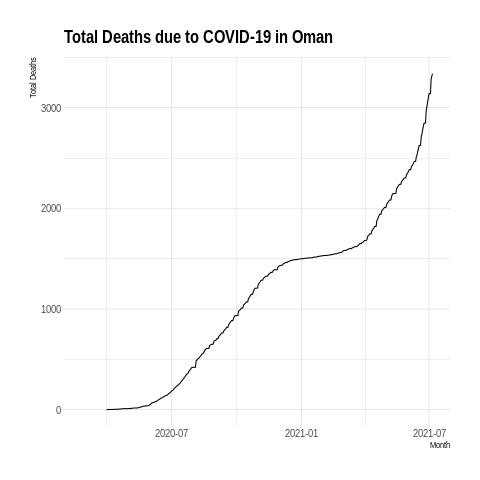 Total Deaths due to COVID-19 in Oman
Total Deaths
3000
2000
1000
0
2020-07
2021-01
2021-07
Month